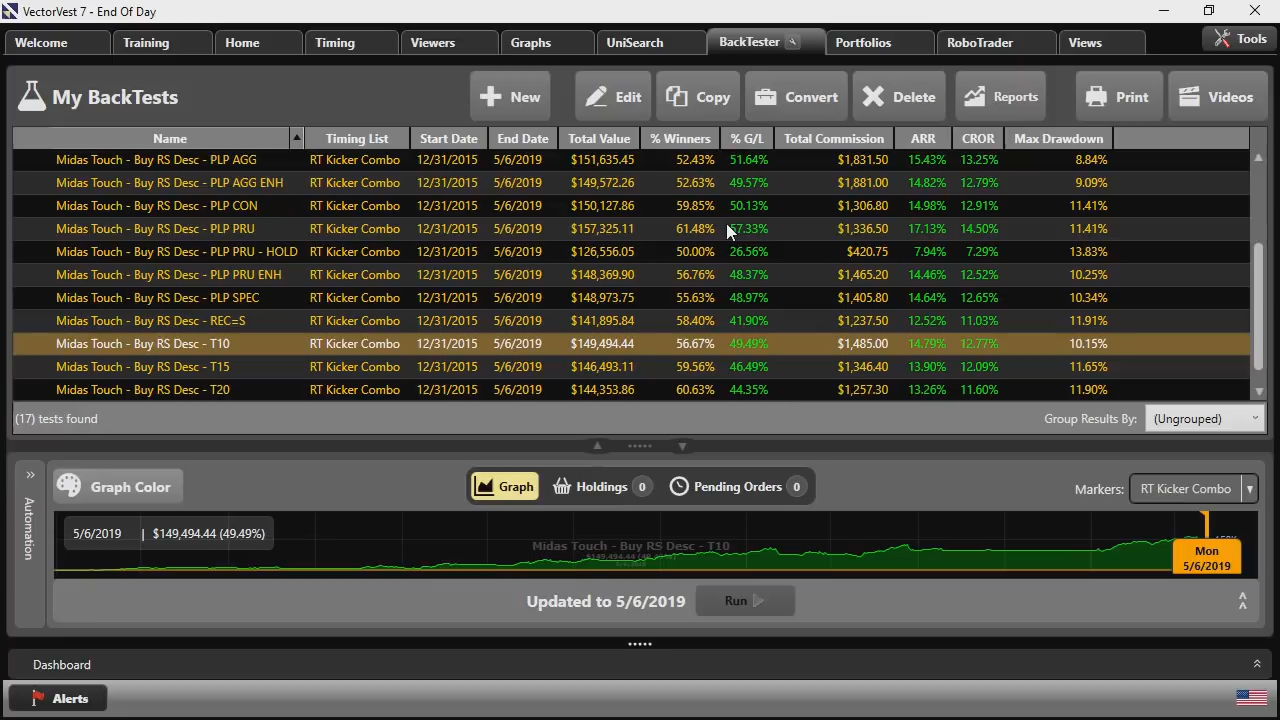 VectorVest 7 - End Of Day
Welcome Training Home Timing Viewers Graphs UniSearch BackTester Portfolios RoboTrader Views Tools
My BackTests New Edit Copy Convert Delete Reports Print Videos
Name Timing List Start Date End Date Total Value % Winners % G/L Total Commission ARR CROR Max Drawdown
Midas Touch - Buy RS Desc - PLP AGG RT Kicker Combo 12/31/2015 5/6/2019 $151,635.45 52.43% 51.64% $1,831.50 15.43% 13.25% 8.84%
Midas Touch - Buy RS Desc - PLP AGG ENH RT Kicker Combo 12/31/2015 5/6/2019 $149,572.26 52.63% 49.57% $1,881.00 14.82% 12.79% 9.09%
Midas Touch - Buy RS Desc - PLP CON RT Kicker Combo 12/31/2015 5/6/2019 $150,127.86 59.85% 50.13% $1,306.80 14.98% 12.91% 11.41%
Midas Touch - Buy RS Desc - PLP PRU RT Kicker Combo 12/31/2015 5/6/2019 $157,325.11 61.48% 57.33% $1,336.50 17.13% 14.50% 11.41%
Midas Touch - Buy RS Desc - PLP PRU - HOLD RT Kicker Combo 12/31/2015 5/6/2019 $126,556.05 50.00% 26.56% $420.75 7.94% 7.29% 13.83%
Midas Touch - Buy RS Desc - PLP PRU ENH RT Kicker Combo 12/31/2015 5/6/2019 $148,369.90 56.76% 48.37% $1,465.20 14.46% 12.52% 10.25%
Midas Touch - Buy RS Desc - PLP SPEC RT Kicker Combo 12/31/2015 5/6/2019 $148,973.75 55.63% 48.97% $1,405.80 14.64% 12.65% 10.34%
Midas Touch - Buy RS Desc - REC=S RT Kicker Combo 12/31/2015 5/6/2019 $141,895.84 58.40% 41.90% $1,237.50 12.52% 11.03% 11.91%
Midas Touch - Buy RS Desc - T10 RT Kicker Combo 12/31/2015 5/6/2019 $149,494.44 56.67% 49.49% $1,485.00 14.79% 12.77% 10.15%
Midas Touch - Buy RS Desc - T15 RT Kicker Combo 12/31/2015 5/6/2019 $146,493.11 59.56% 46.49% $1,346.40 13.90% 12.09% 11.65%
Midas Touch - Buy RS Desc - T20 RT Kicker Combo 12/31/2015 5/6/2019 $144,353.86 60.63% 44.35% $1,257.30 13.26% 11.60% 11.90%
(17) tests found Group Results By: (Ungrouped)
Automation
Graph Color Graph Holdings 0 Pending Orders 0 Markers: RT Kicker Combo
5/6/2019 | $149,494.44 (49.49%)
Midas Touch - Buy RS Desc - T10
Mon
5/6/2019
Updated to 5/6/2019 Run
Dashboard
Alerts